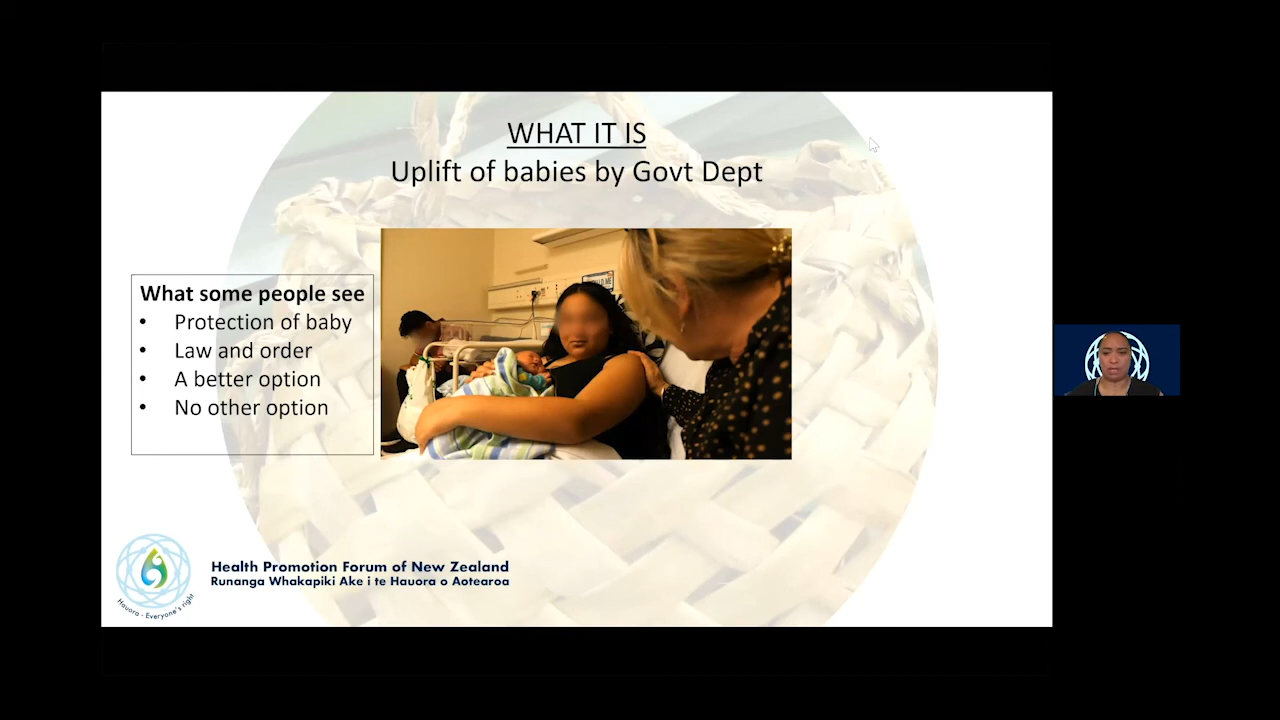 WHAT IT IS
Uplift of babies by Govt Dept
What some people see
• Protection of baby
• Law and order
• A better option
• No other option
Health Promotion Forum of New Zealand
Runanga Whakapiki Ake i te Hauora o Aotearoa
Hauora - Everyone's right